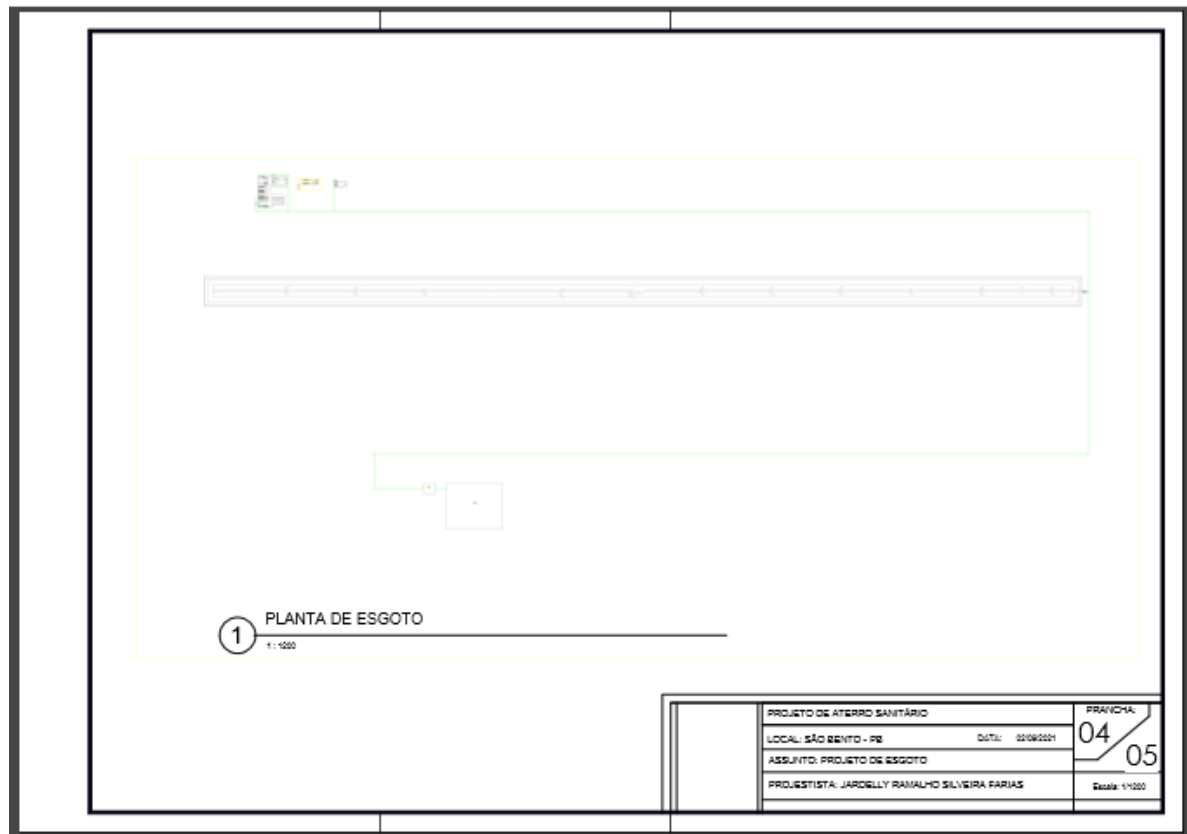 1
PLANTA DE ESGOTO
1 : 1200
PROJETO DE ATERRO SANITÁRIO
LOCAL: SÃO BENTO - PB
DATA:
ASSUNTO: PROJETO DE ESGOTO
PROJESTISTA: JARDELLY RAMALHO SILVEIRA FARIAS
PRANCHA:
04
05
Escala: 1/1200